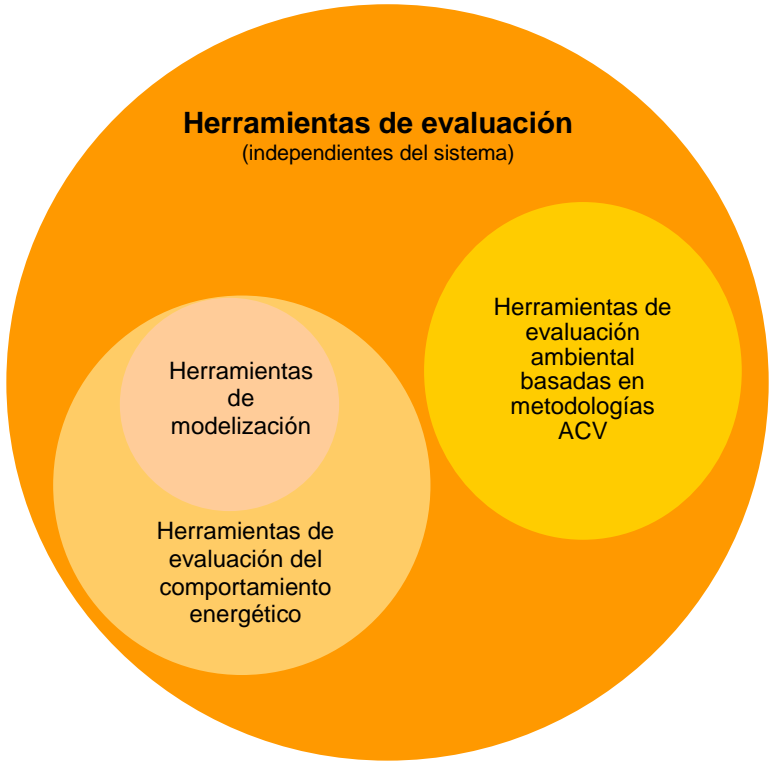 Herramientas de evaluación
(independientes del sistema)
Herramientas de
evaluación
ambiental
basadas en
metodologías
ACV
Herramientas
de
modelización
Herramientas de
evaluación del
comportamiento
energético